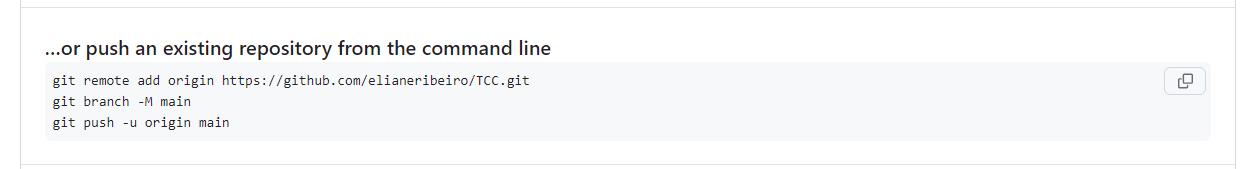 ...or push an existing repository from the command line
git remote add origin https://github.com/elianeribeiro/TCC.git
git branch -M main
git push -u origin main